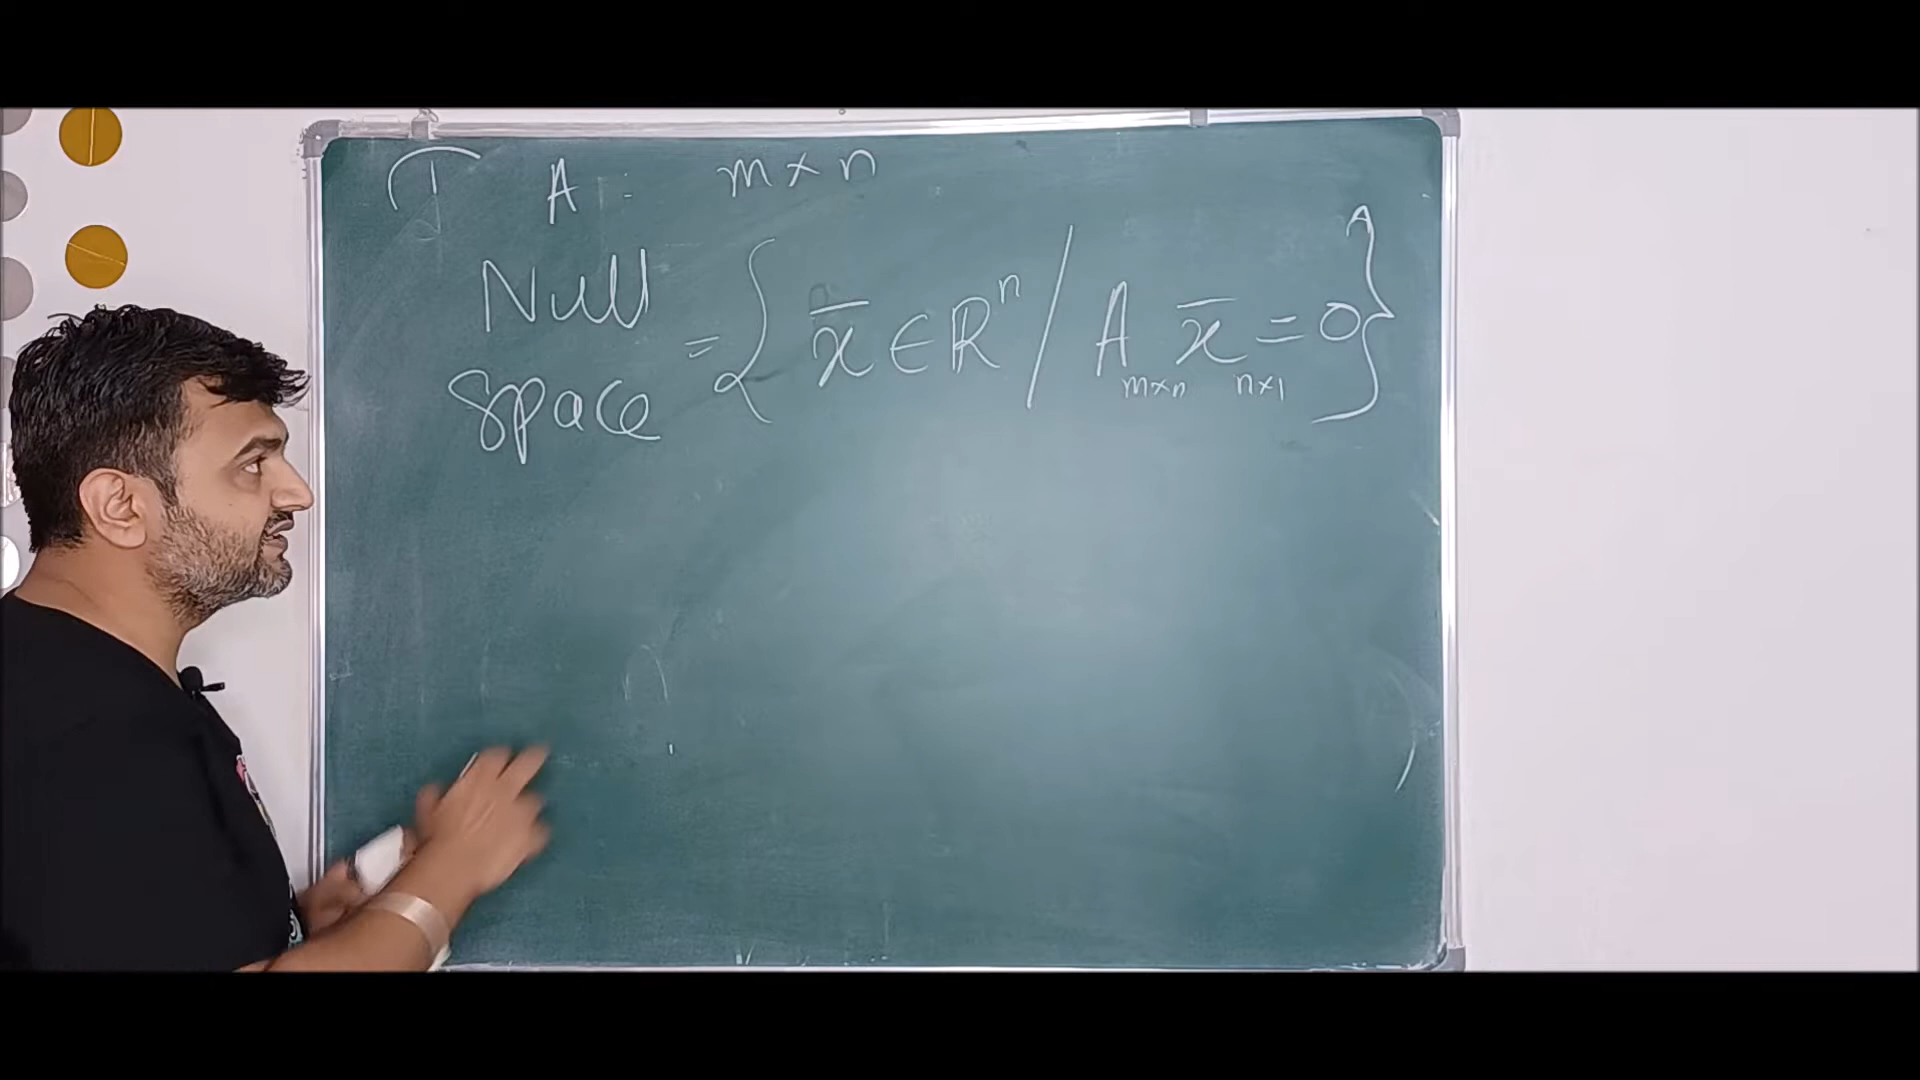 A : m × n
Null
Space = { x̄ ∈ ℝⁿ / A x̄ = 0 }
m×n n×1